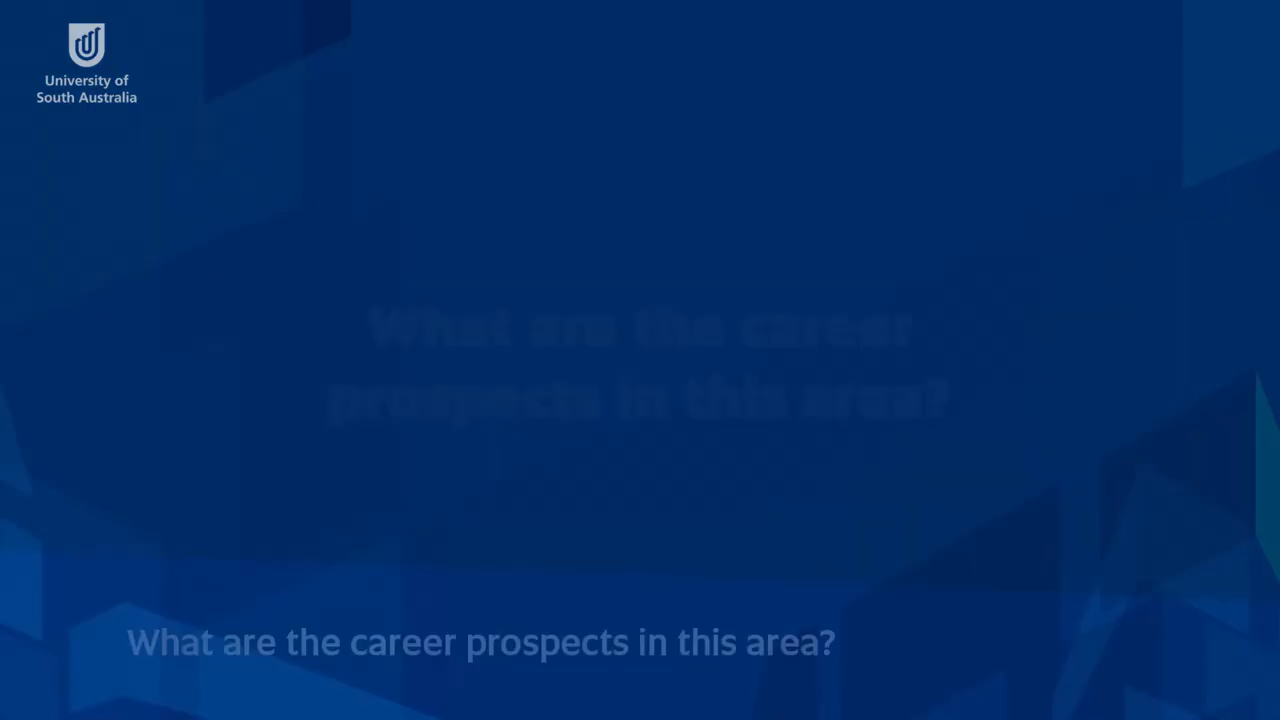 University of
South Australia
What are the career
prospects in this area?
What are the career prospects in this area?